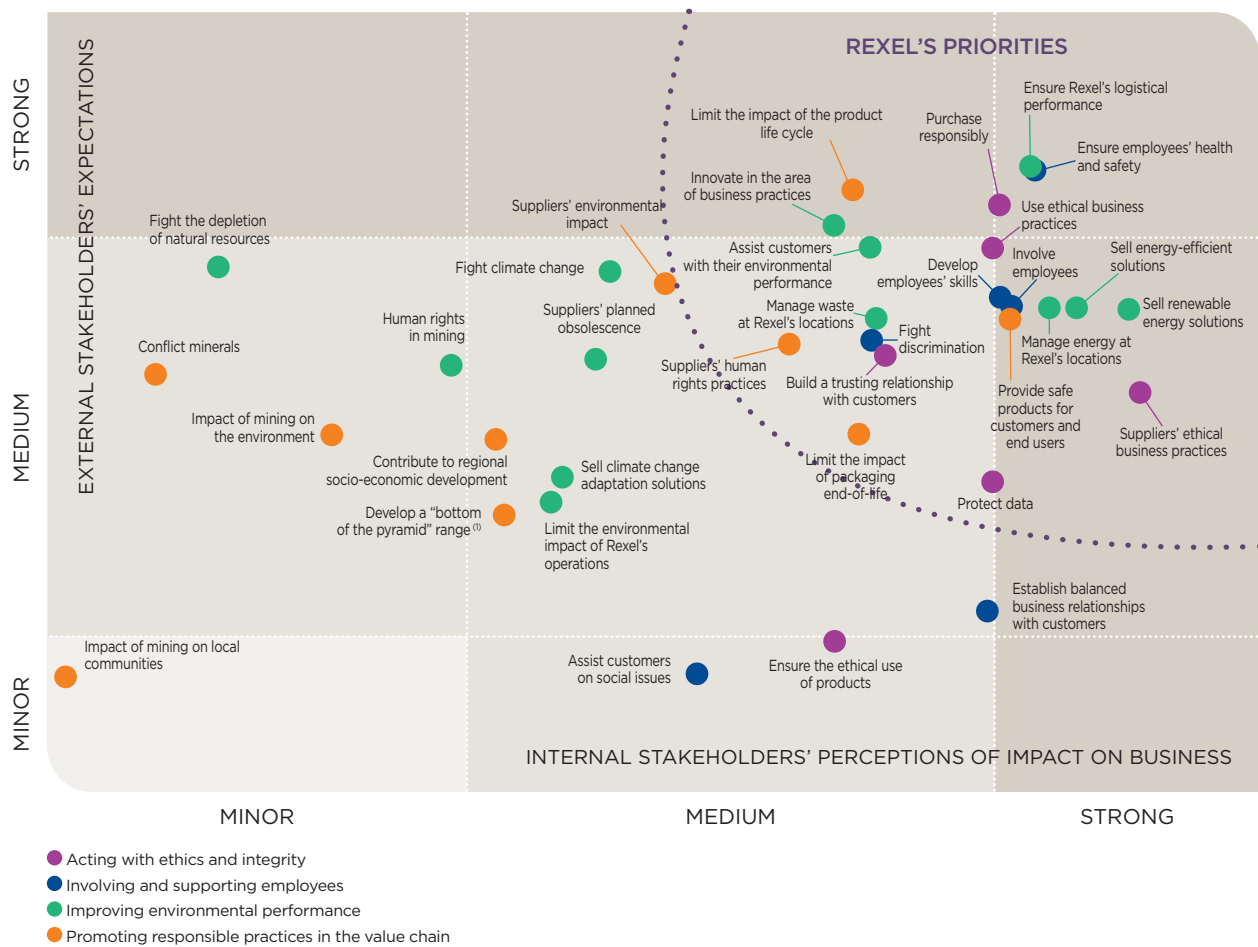 REXEL'S PRIORITIES
STRONG
MEDIUM
MINOR
EXTERNAL STAKEHOLDERS' EXPECTATIONS
Ensure Rexel's logistical
performance
Limit the impact of the product
life cycle
Purchase
responsibly
Ensure employees' health
and safety
Innovate in the area
of business practices
Suppliers' environmental
impact
Use ethical business
practices
Fight the depletion
of natural resources
Assist customers
with their environmental
performance
Fight climate change
Develop
employees' skills
Involve
employees
Sell energy-efficient
solutions
Suppliers' planned
obsolescence
Manage waste
at Rexel's locations
Sell renewable
energy solutions
Human rights
in mining
Fight
discrimination
Manage energy at
Rexel's locations
Conflict minerals
Suppliers' human
rights practices
Build a trusting relationship
with customers
Provide safe
products for
customers and
end users
Impact of mining on
the environment
Suppliers' ethical
business practices
Contribute to regional
socio-economic development
Sell climate change
adaptation solutions
Limit the impact
of packaging
end-of-life
Protect data
Develop a “bottom
of the pyramid” range (1)
Limit the environmental
impact of Rexel's
operations
Establish balanced
business relationships
with customers
Impact of mining on local
communities
Assist customers
on social issues
Ensure the ethical use
of products
INTERNAL STAKEHOLDERS' PERCEPTIONS OF IMPACT ON BUSINESS
MINOR
MEDIUM
STRONG
Acting with ethics and integrity
Involving and supporting employees
Improving environmental performance
Promoting responsible practices in the value chain